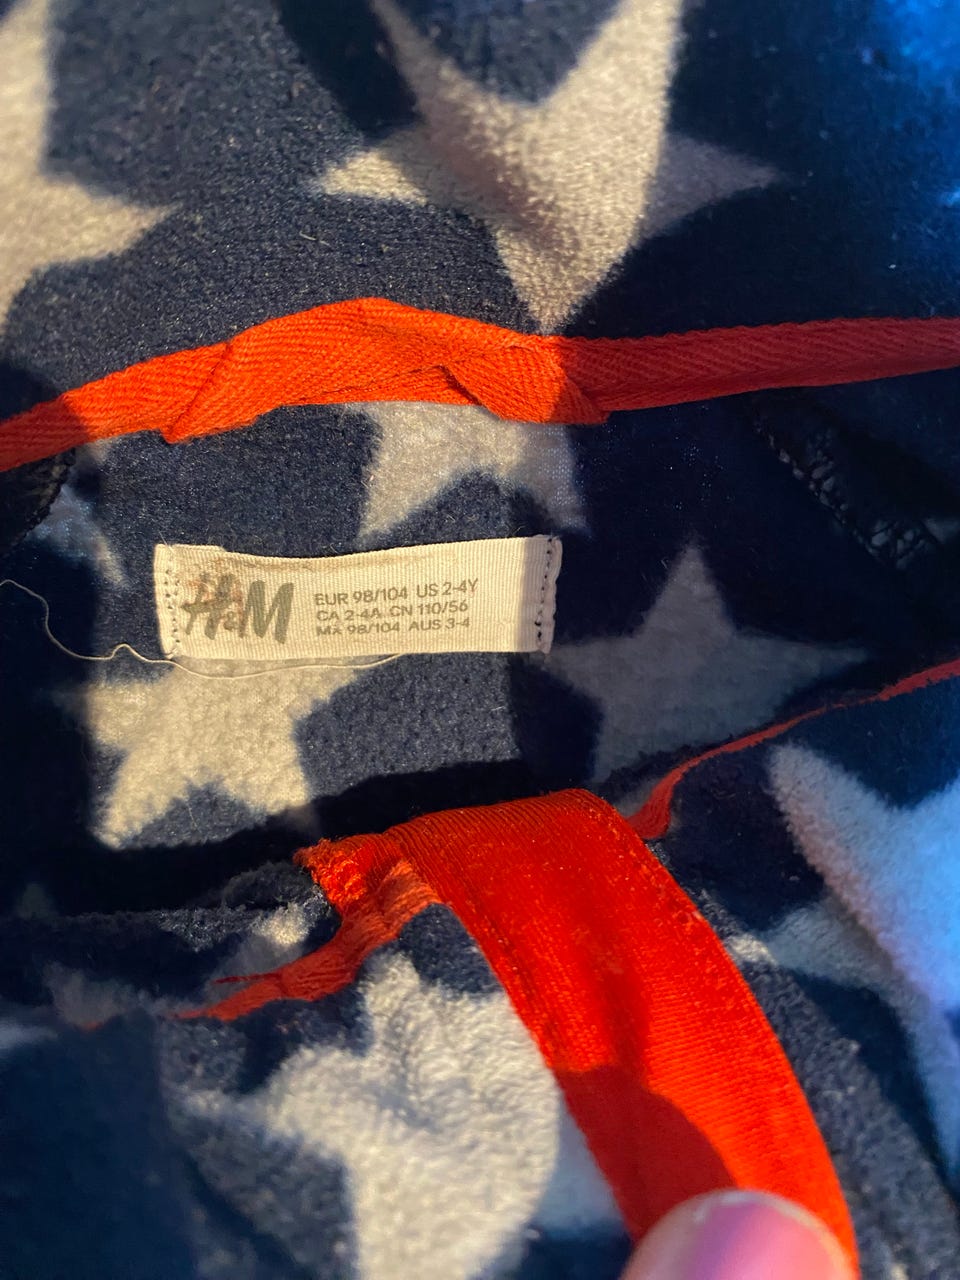 H&M
EUR 98/104 US 2-4Y
CA 2-4A CN 110/56
MX 98/104 AUS 3-4